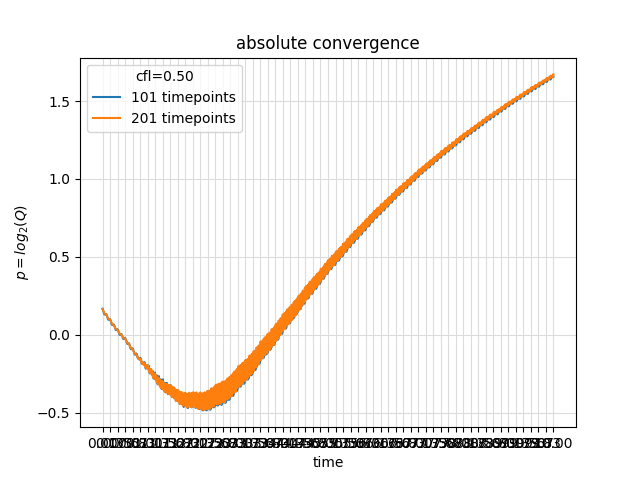 absolute convergence
cfl=0.50
101 timepoints
201 timepoints
1.5
1.0
0.5
0.0
−0.5
p = log₂(Q)
time